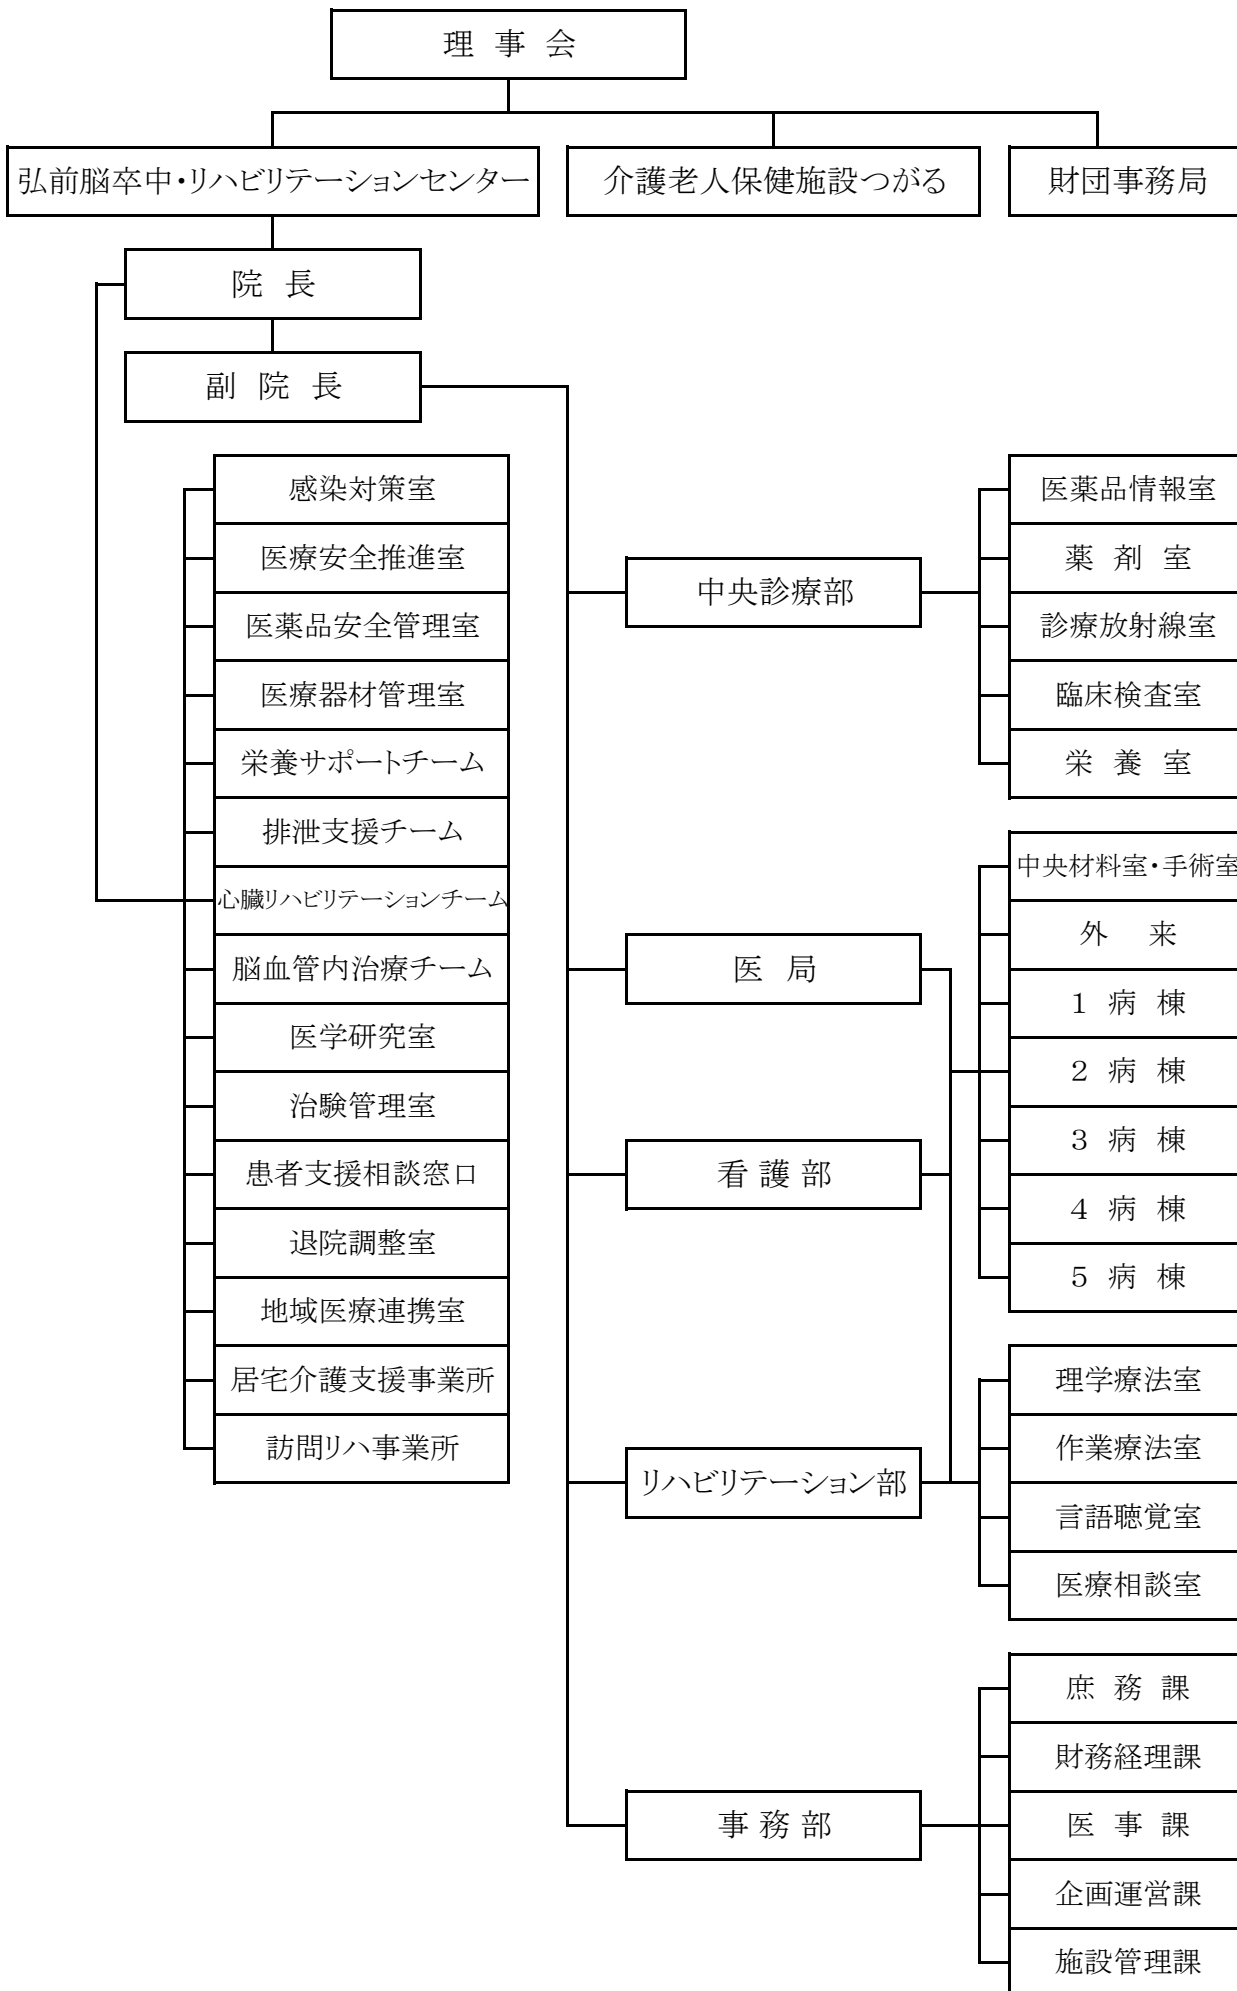 理 事 会
弘前脳卒中・リハビリテーションセンター
介護老人保健施設つがる
財団事務局
院 長
副 院 長
感染対策室
医療安全推進室
医薬品安全管理室
医療器材管理室
栄養サポートチーム
排泄支援チーム
心臓リハビリテーションチーム
脳血管内治療チーム
医学研究室
治験管理室
患者支援相談窓口
退院調整室
地域医療連携室
居宅介護支援事業所
訪問リハ事業所
中央診療部
医 局
看 護 部
リハビリテーション部
事 務 部
医薬品情報室
薬 剤 室
診療放射線室
臨床検査室
栄 養 室
中央材料室・手術室
外 来
1 病 棟
2 病 棟
3 病 棟
4 病 棟
5 病 棟
理学療法室
作業療法室
言語聴覚室
医療相談室
庶 務 課
財務経理課
医 事 課
企画運営課
施設管理課